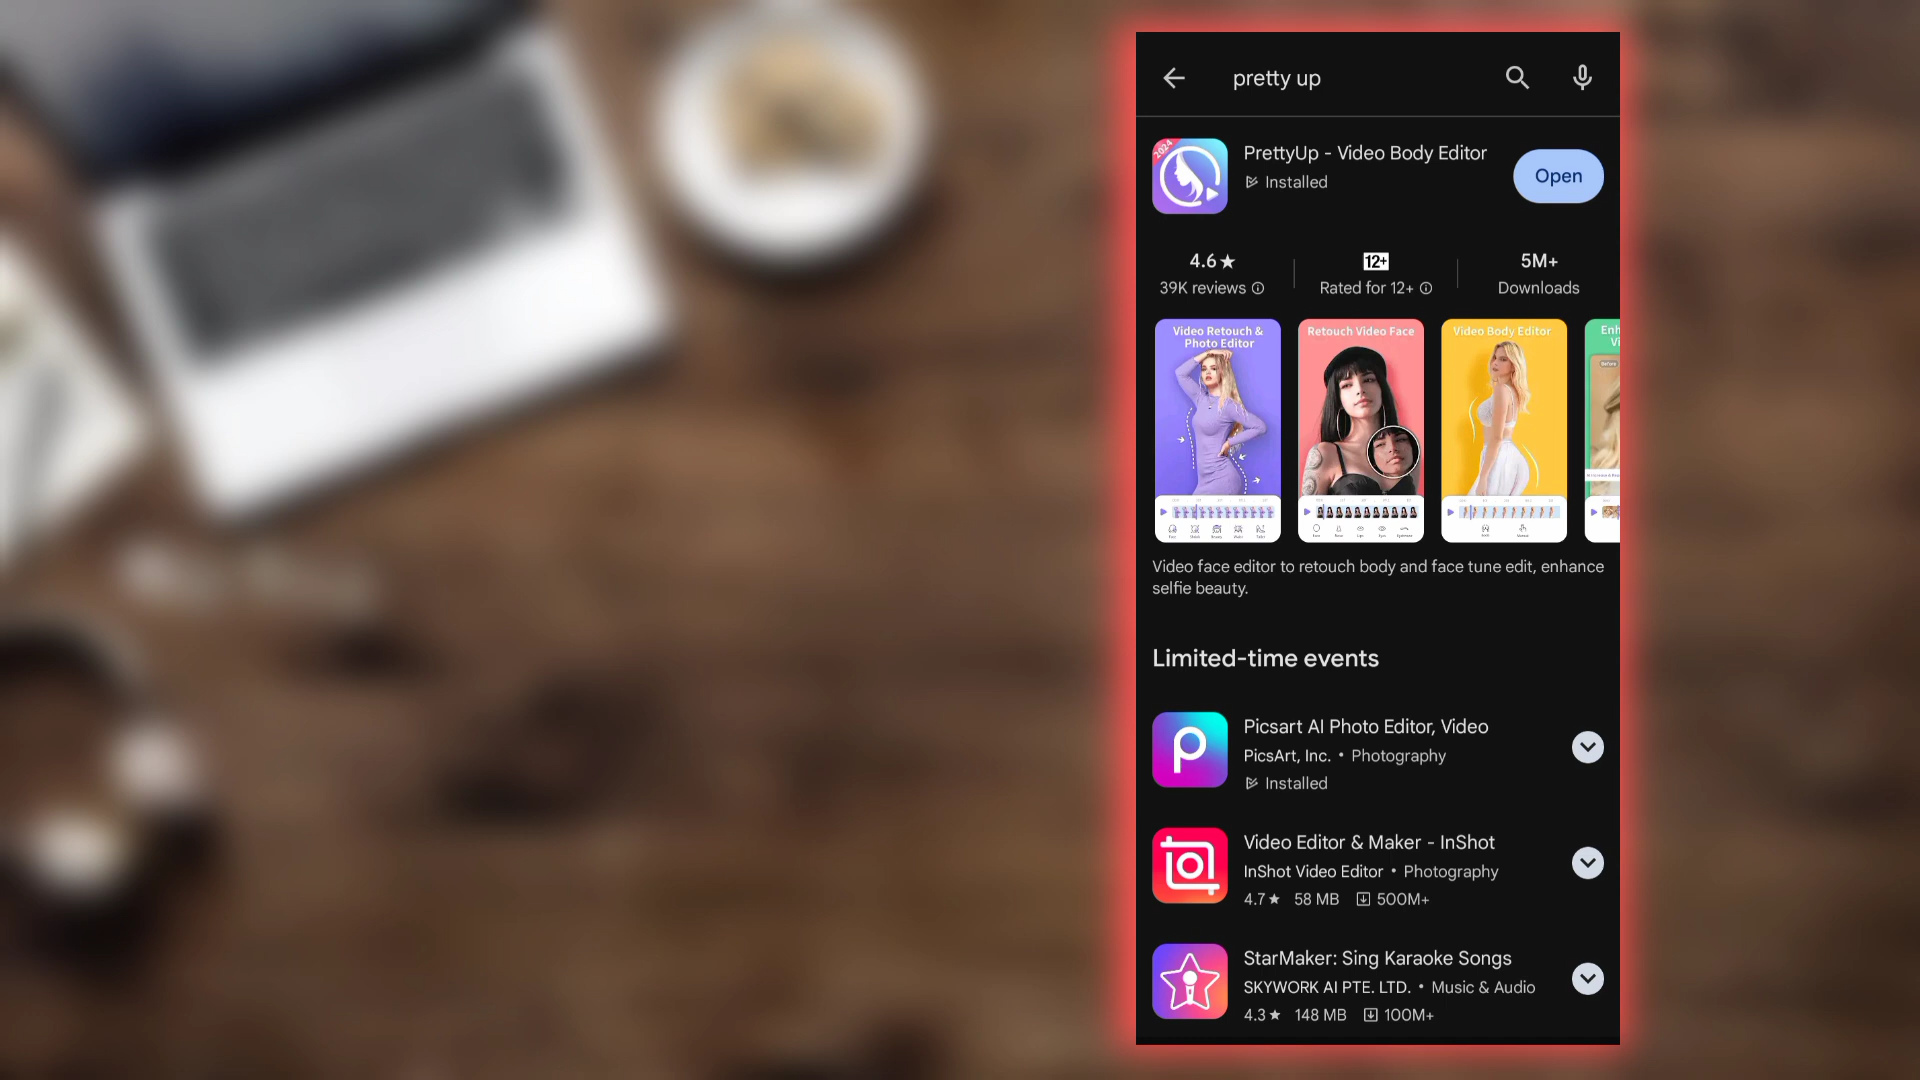 pretty up
2024
PrettyUp - Video Body Editor
Installed
Open
4.6★
39K reviews
12+
Rated for 12+
5M+
Downloads
Video Retouch &
Photo Editor
Retouch Video Face
Video Body Editor
Enh
Vi
Before
Video face editor to retouch body and face tune edit, enhance
selfie beauty.
Limited-time events
Picsart AI Photo Editor, Video
PicsArt, Inc. • Photography
Installed
Video Editor & Maker - InShot
InShot Video Editor • Photography
4.7★ 58 MB 500M+
StarMaker: Sing Karaoke Songs
SKYWORK AI PTE. LTD. • Music & Audio
4.3★ 148 MB 100M+